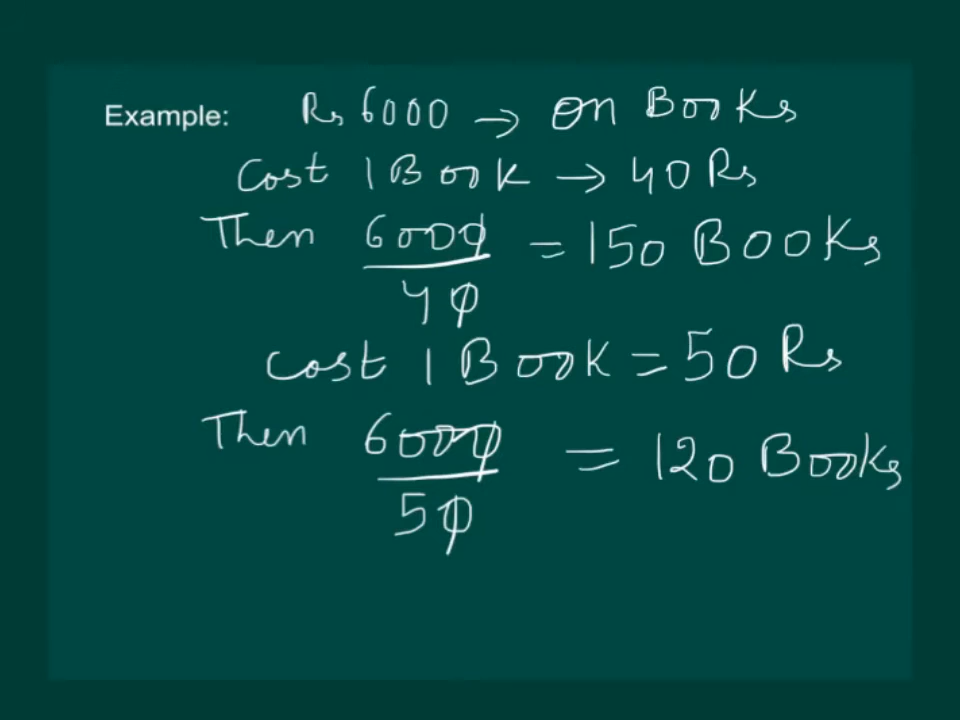 Example: Rs 6000 → on Books
Cost 1 Book → 40 Rs
Then 6000/40 = 150 Books
Cost 1 Book = 50 Rs
Then 6000/50 = 120 Books